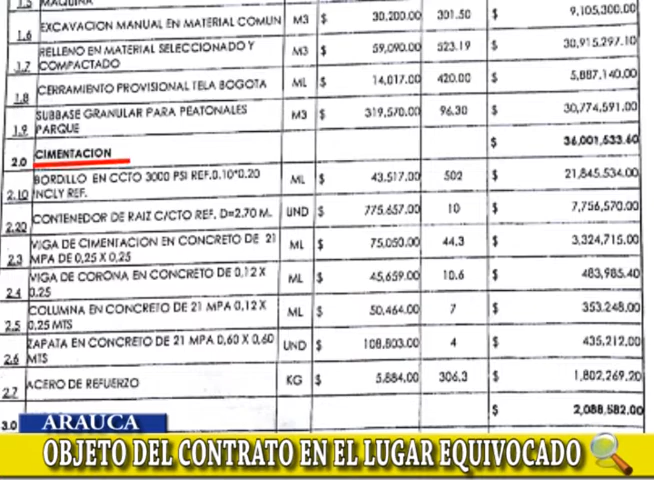 1.5 MAQUINA
1.6 EXCAVACION MANUAL EN MATERIAL COMUN M3 $ 30,200.00 301.50 9,105,300.00
1.7 RELLENO EN MATERIAL SELECCIONADO Y COMPACTADO M3 $ 59,090.00 523.19 30,915,297.10
1.8 CERRAMIENTO PROVISIONAL TELA BOGOTA ML $ 14,017.00 420.00 5,887,140.00
1.9 SUBBASE GRANULAR PARA PEATONALES PARQUE M3 $ 319,570.00 96.30 30,774,591.00
2.0 CIMENTACION $ 36,001,533.60
2.10 BORDILLO EN CCTO 3000 PSI REF.0.10*0.20 INCLY REF. ML $ 43.517.00 502 $ 21,845,534.00
2.20 CONTENEDOR DE RAIZ C/CTO REF. D=2.70 M. UND $ 775.657.00 10 $ 7,756,570.00
2.3 VIGA DE CIMENTACION EN CONCRETO DE 21 MPA DE 0,25 X 0,25 ML $ 75,050.00 44.3 $ 3,324,715.00
2.4 VIGA DE CORONA EN CONCRETO DE 0,12 X 0,25 ML $ 45,659.00 10.6 $ 483,985.40
2.5 COLUMNA EN CONCRETO DE 21 MPA 0,12 X 0,25 MTS ML $ 50,464.00 7 $ 353.248.00
2.6 ZAPATA EN CONCRETO DE 21 MPA 0,60 X 0,60 MTS UND $ 108,803.00 4 $ 435,212.00
2.7 ACERO DE REFUERZO KG $ 5,884.00 306.3 $ 1,802,269.20
3.0 $ 2,088,582.00
ARAUCA
OBJETO DEL CONTRATO EN EL LUGAR EQUIVOCADO